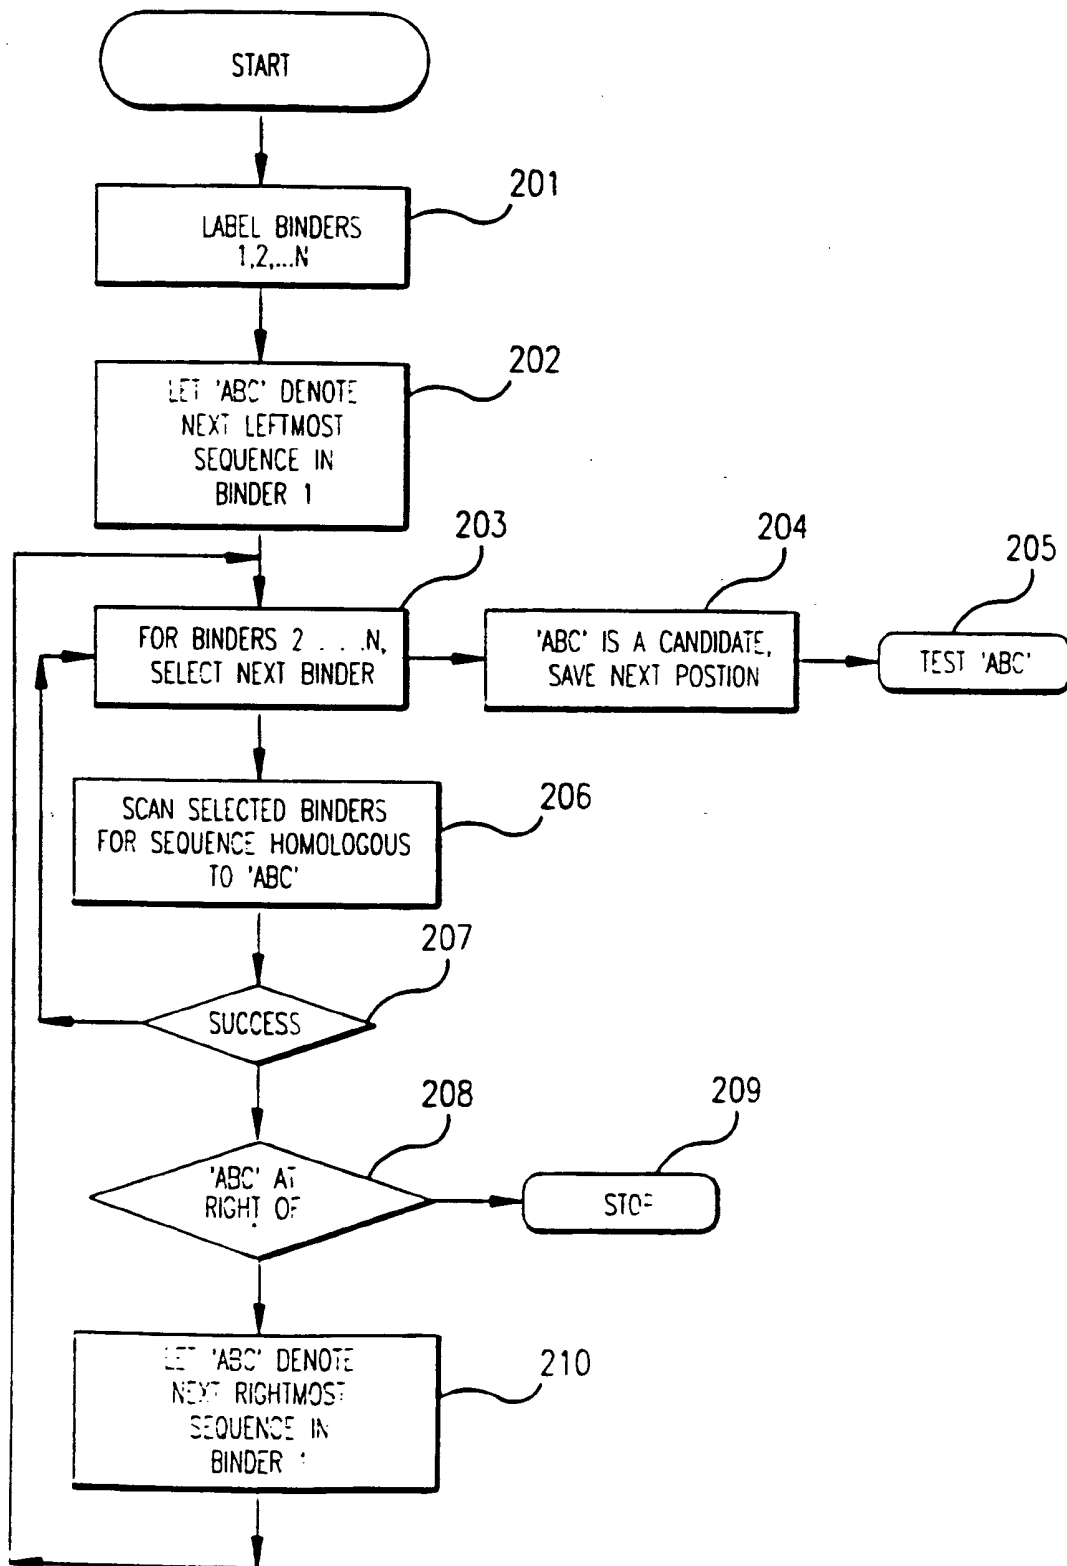 START
201
LABEL BINDERS
1,2,...N
202
LET 'ABC' DENOTE
NEXT LEFTMOST
SEQUENCE IN
BINDER 1
203
FOR BINDERS 2 . . . .N,
SELECT NEXT BINDER
204
'ABC' IS A CANDIDATE,
SAVE NEXT POSTION
205
TEST 'ABC'
206
SCAN SELECTED BINDERS
FOR SEQUENCE HOMOLOGOUS
TO 'ABC'
207
SUCCESS
208
'ABC' AT
RIGHT OF
209
STOP
210
LET 'ABC' DENOTE
NEXT RIGHTMOST
SEQUENCE IN
BINDER